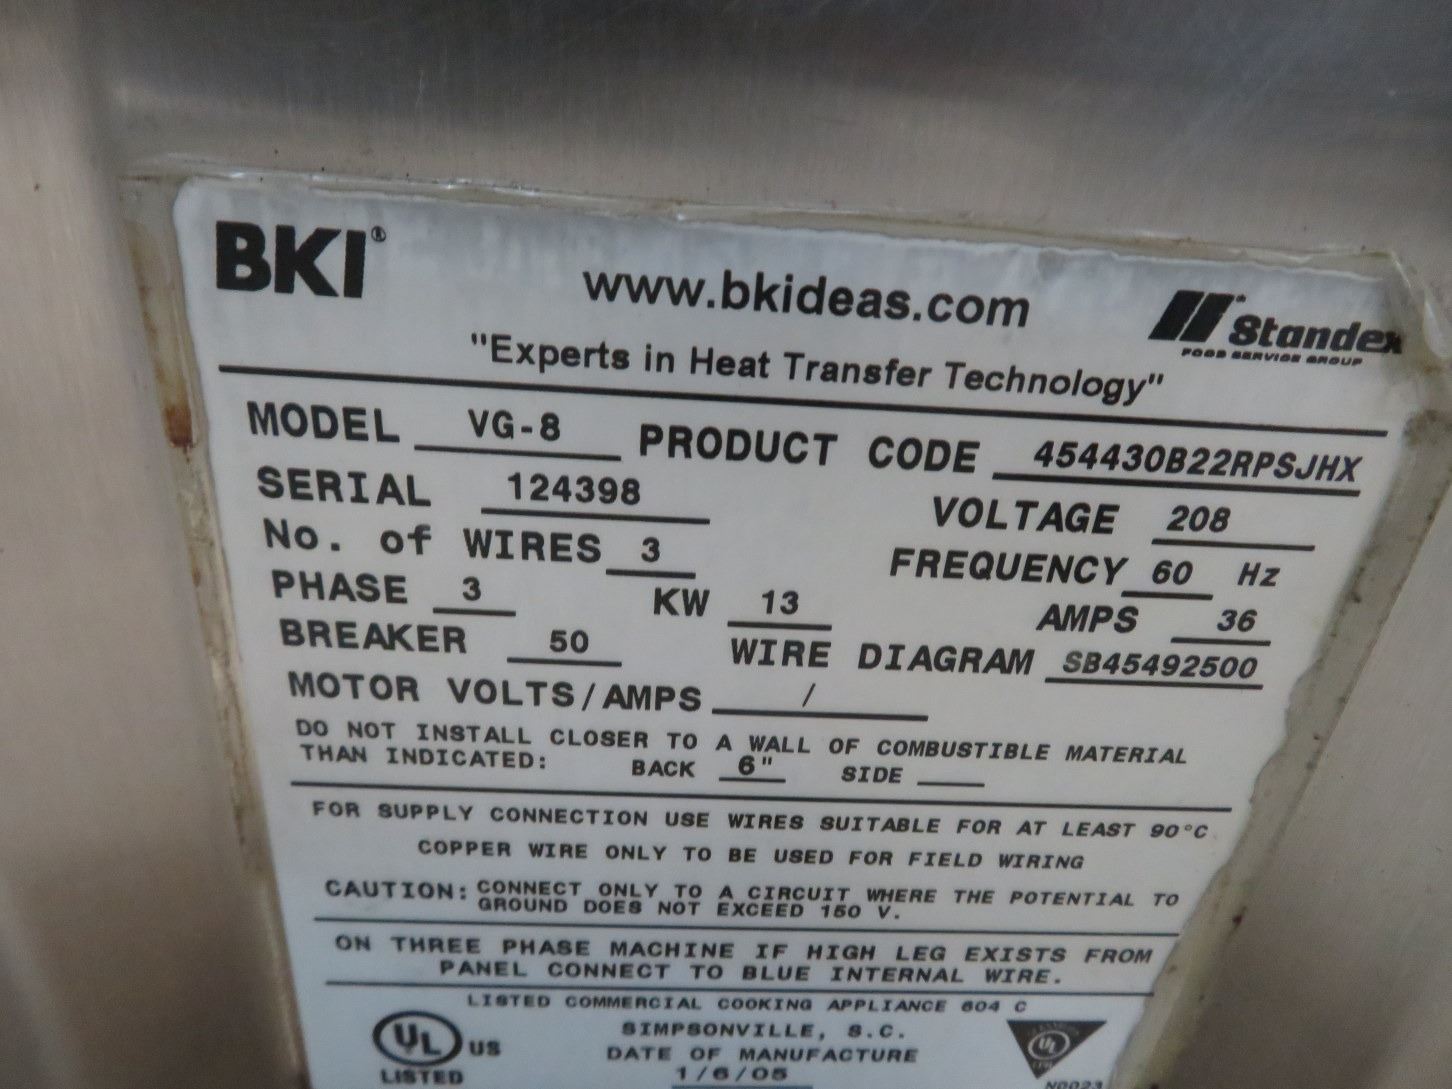 BKI®
www.bkideas.com
Standex
FOOD SERVICE GROUP
"Experts in Heat Transfer Technology"
MODEL VG-8 PRODUCT CODE 454430B22RPSJHX
SERIAL 124398 VOLTAGE 208
No. of WIRES 3 FREQUENCY 60 Hz
PHASE 3 KW 13 AMPS 36
BREAKER 50 WIRE DIAGRAM SB45492500
MOTOR VOLTS/AMPS /
DO NOT INSTALL CLOSER TO A WALL OF COMBUSTIBLE MATERIAL
THAN INDICATED: BACK 6" SIDE
FOR SUPPLY CONNECTION USE WIRES SUITABLE FOR AT LEAST 90°C
COPPER WIRE ONLY TO BE USED FOR FIELD WIRING
CAUTION: CONNECT ONLY TO A CIRCUIT WHERE THE POTENTIAL TO
GROUND DOES NOT EXCEED 150 V.
ON THREE PHASE MACHINE IF HIGH LEG EXISTS FROM
PANEL CONNECT TO BLUE INTERNAL WIRE.
LISTED COMMERCIAL COOKING APPLIANCE 604 C
UL US
LISTED
SIMPSONVILLE, S.C.
DATE OF MANUFACTURE
1/6/05
UL
N0023